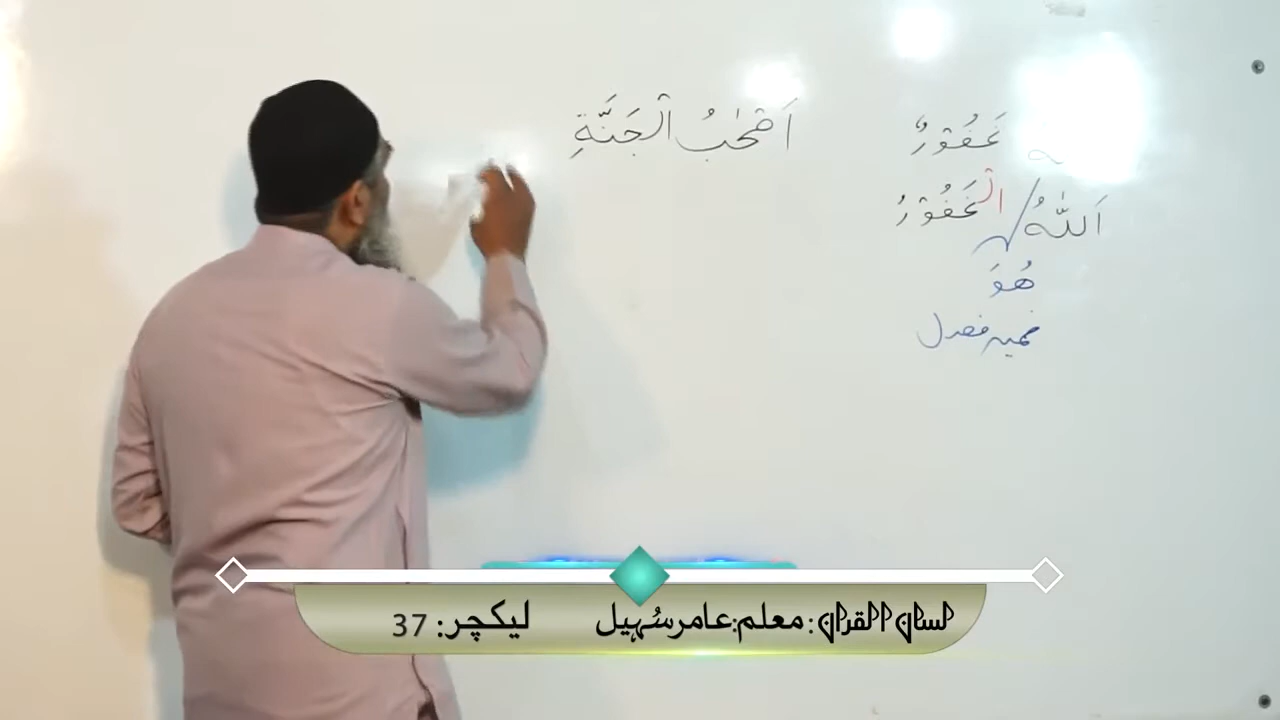 غَفُوْرٌ
اَللّٰهُ الْغَفُوْرُ
هُوَ
ضمیر فصل
اَصْحٰبُ الْجَنَّةِ
لسان القرآن : معلم: عامر سُہیل لیکچر: 37